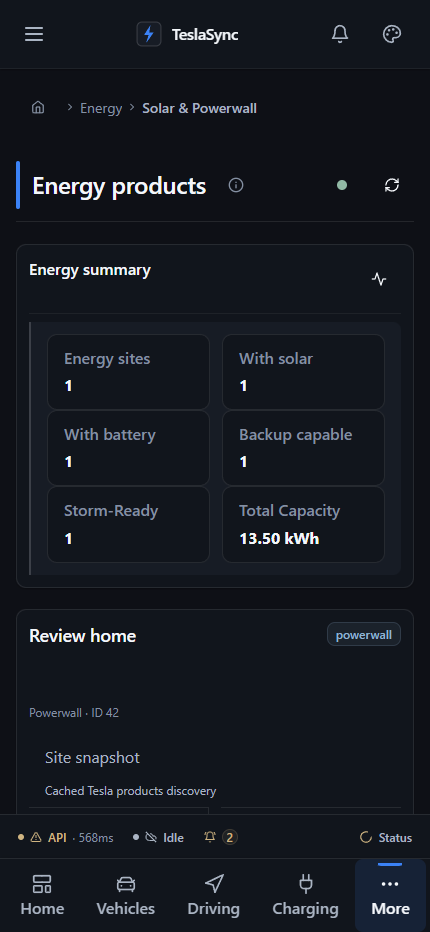 TeslaSync
Energy
Solar & Powerwall
Energy products
Energy summary
Energy sites
1
With solar
1
With battery
1
Backup capable
1
Storm-Ready
1
Total Capacity
13.50 kWh
Review home
powerwall
Powerwall · ID 42
Site snapshot
Cached Tesla products discovery
API · 568ms
Idle
2
Status
Home
Vehicles
Driving
Charging
More